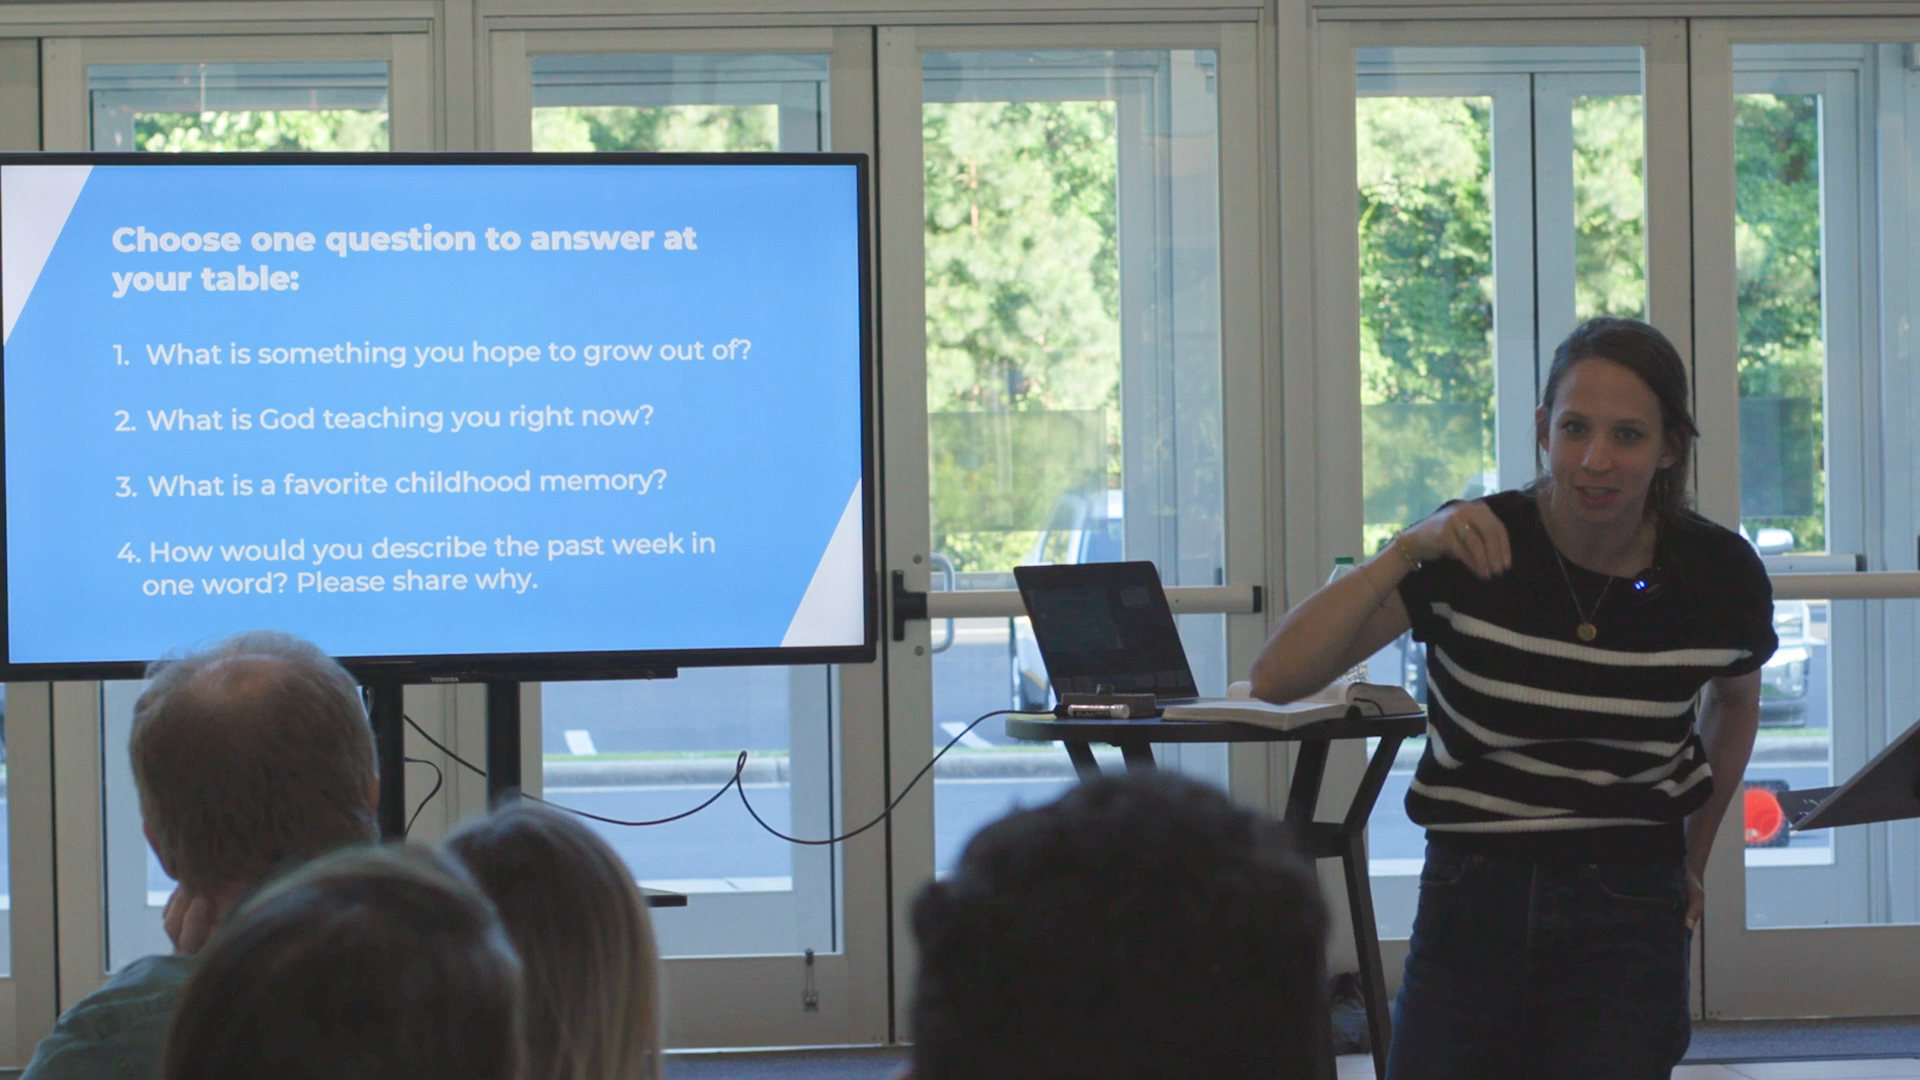 Choose one question to answer at
your table:
1. What is something you hope to grow out of?
2. What is God teaching you right now?
3. What is a favorite childhood memory?
4. How would you describe the past week in
one word? Please share why.
TOSHIBA